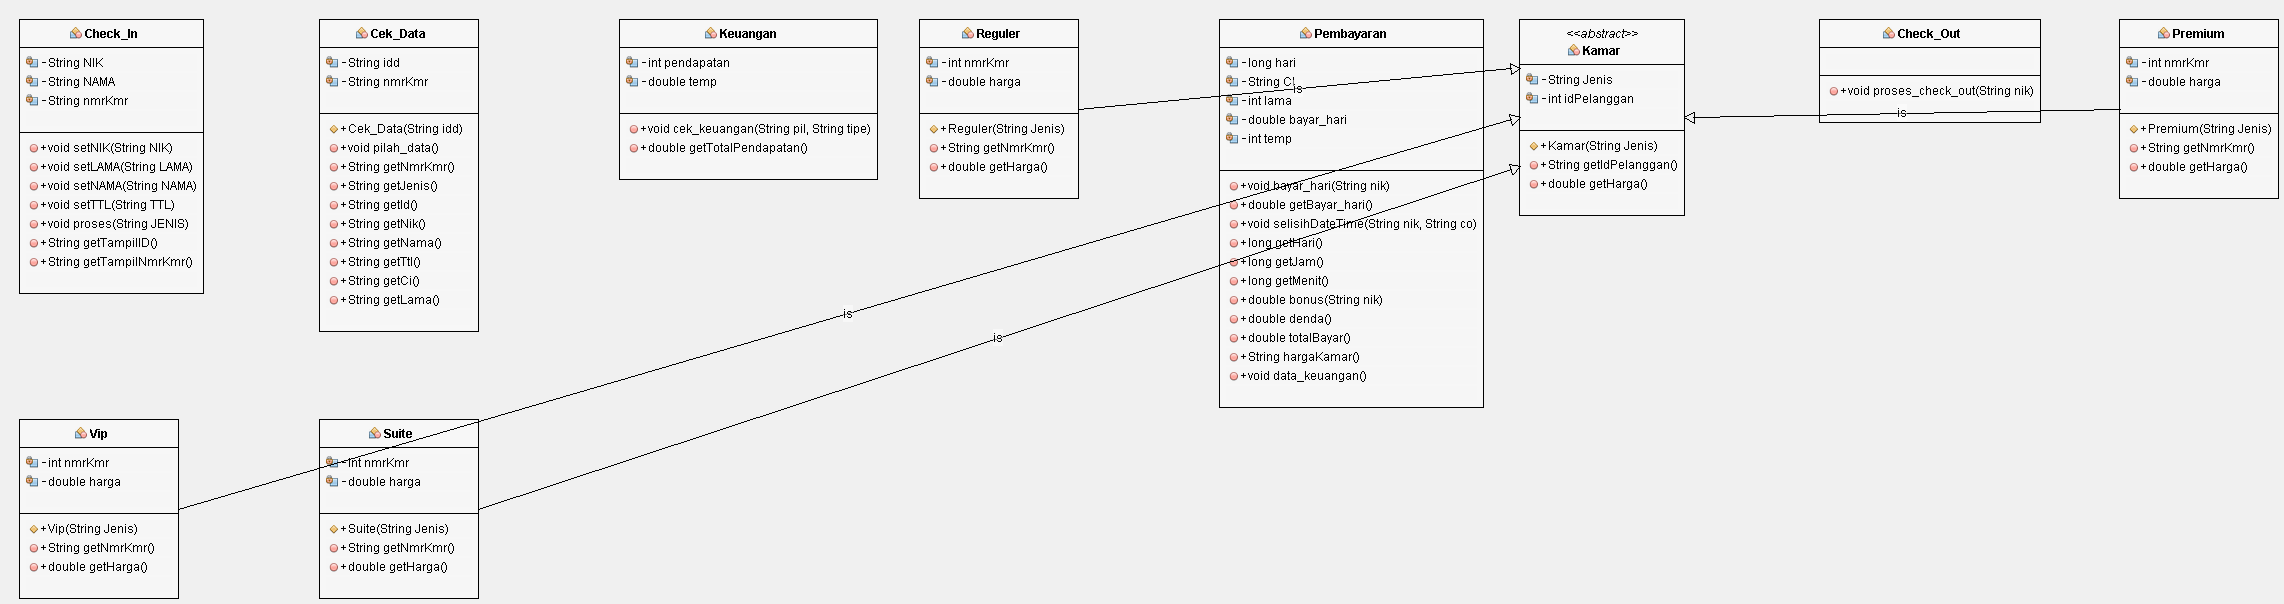 Check_In
- String NIK
- String NAMA
- String nmrKmr
+ void setNIK(String NIK)
+ void setLAMA(String LAMA)
+ void setNAMA(String NAMA)
+ void setTTL(String TTL)
+ void proses(String JENIS)
+ String getTampilID()
+ String getTampilNmrKmr()
Cek_Data
- String idd
- String nmrKmr
+ Cek_Data(String idd)
+ void pilah_data()
+ String getNmrKmr()
+ String getJenis()
+ String getId()
+ String getNik()
+ String getNama()
+ String getTtl()
+ String getCi()
+ String getLama()
Keuangan
- int pendapatan
- double temp
+ void cek_keuangan(String pil, String tipe)
+ double getTotalPendapatan()
Reguler
- int nmrKmr
- double harga
+ Reguler(String Jenis)
+ String getNmrKmr()
+ double getHarga()
Pembayaran
- long hari
- String
- int lama
- double bayar_hari
- int temp
+ void bayar_hari(String nik)
+ double getBayar_hari()
+ void selisihDateTime(String nik, String co)
+ long getHari()
+ long getJam()
+ long getMenit()
+ double bonus(String nik)
+ double denda()
+ double totalBayar()
+ String hargaKamar()
+ void data_keuangan()
is
<<abstract>>
Kamar
- String Jenis
- int idPelanggan
+ Kamar(String Jenis)
+ String getIdPelanggan()
+ double getHarga()
Check_Out
+ void proses_check_out(String nik)
is
Premium
- int nmrKmr
- double harga
+ Premium(String Jenis)
+ String getNmrKmr()
+ double getHarga()
is
is
Vip
- int nmrKmr
- double harga
+ Vip(String Jenis)
+ String getNmrKmr()
+ double getHarga()
Suite
- int nmrKmr
- double harga
+ Suite(String Jenis)
+ String getNmrKmr()
+ double getHarga()